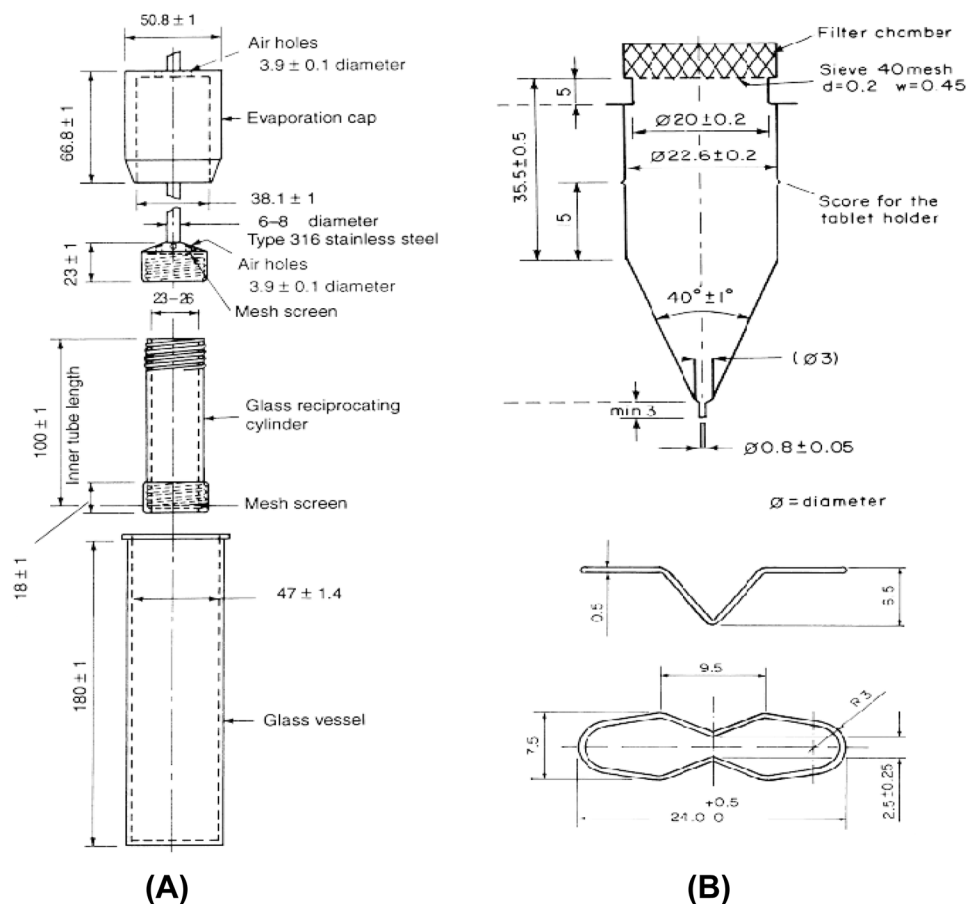 50.8 ± 1
Air holes
3.9 ± 0.1 diameter
66.8 ± 1
Evaporation cap
38.1 ± 1
6–8 diameter
Type 316 stainless steel
23 ± 1
Air holes
3.9 ± 0.1 diameter
23–26
Mesh screen
100 ± 1
Inner tube length
Glass reciprocating
cylinder
Mesh screen
18 ± 1
47 ± 1.4
180 ± 1
Glass vessel
(A)
Filter chamber
Sieve 40 mesh
d=0.2 w=0.45
5
Ø20±0.2
Ø22.6±0.2
35.5±0.5
Score for the
tablet holder
15
40°±1°
(Ø3)
min 3
Ø0.8±0.05
Ø=diameter
0.5
9.5
R3
7.5
2.5±0.25
+0.5
24.0 0
(B)